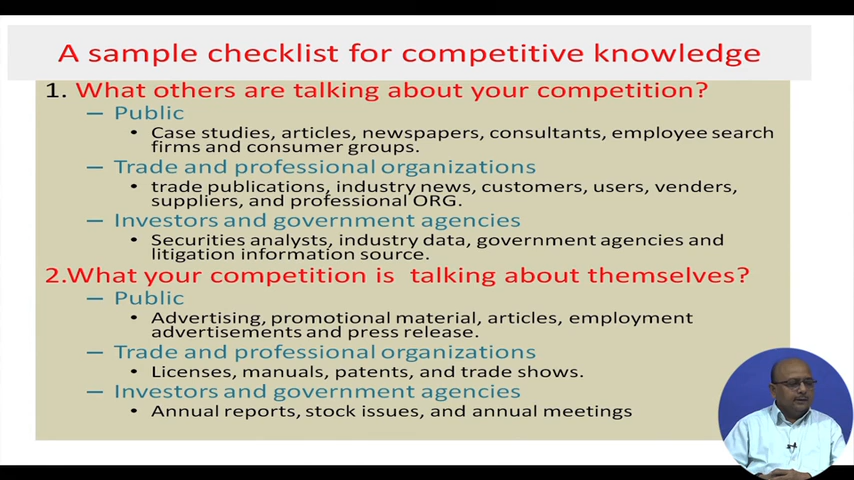 A sample checklist for competitive knowledge
1. What others are talking about your competition?
– Public
• Case studies, articles, newspapers, consultants, employee search
firms and consumer groups.
– Trade and professional organizations
• trade publications, industry news, customers, users, venders,
suppliers, and professional ORG.
– Investors and government agencies
• Securities analysts, industry data, government agencies and
litigation information source.
2.What your competition is talking about themselves?
– Public
• Advertising, promotional material, articles, employment
advertisements and press release.
– Trade and professional organizations
• Licenses, manuals, patents, and trade shows.
– Investors and government agencies
• Annual reports, stock issues, and annual meetings